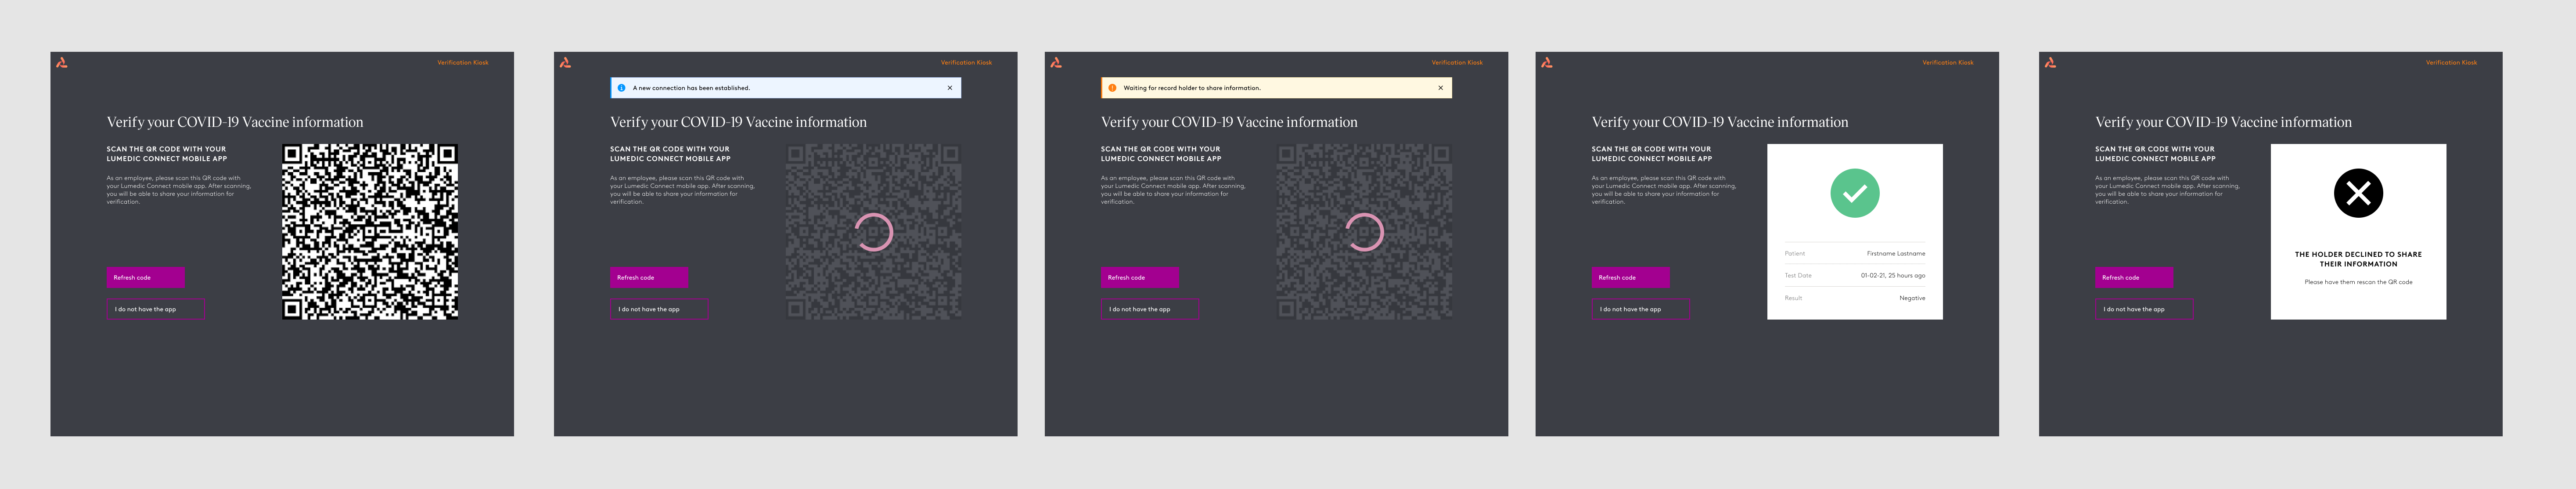 Verification Kiosk
Verify your COVID-19 Vaccine information
SCAN THE QR CODE WITH YOUR
LUMEDIC CONNECT MOBILE APP
As an employee, please scan this QR code with
your Lumedic Connect mobile app. After scanning,
you will be able to share your information for
verification.
Refresh code
I do not have the app
Verification Kiosk
A new connection has been established.
Verify your COVID-19 Vaccine information
SCAN THE QR CODE WITH YOUR
LUMEDIC CONNECT MOBILE APP
As an employee, please scan this QR code with
your Lumedic Connect mobile app. After scanning,
you will be able to share your information for
verification.
Refresh code
I do not have the app
Verification Kiosk
Waiting for record holder to share information.
Verify your COVID-19 Vaccine information
SCAN THE QR CODE WITH YOUR
LUMEDIC CONNECT MOBILE APP
As an employee, please scan this QR code with
your Lumedic Connect mobile app. After scanning,
you will be able to share your information for
verification.
Refresh code
I do not have the app
Verification Kiosk
Verify your COVID-19 Vaccine information
SCAN THE QR CODE WITH YOUR
LUMEDIC CONNECT MOBILE APP
As an employee, please scan this QR code with
your Lumedic Connect mobile app. After scanning,
you will be able to share your information for
verification.
Refresh code
I do not have the app
Patient Firstname Lastname
Test Date 01-02-21, 25 hours ago
Result Negative
Verification Kiosk
Verify your COVID-19 Vaccine information
SCAN THE QR CODE WITH YOUR
LUMEDIC CONNECT MOBILE APP
As an employee, please scan this QR code with
your Lumedic Connect mobile app. After scanning,
you will be able to share your information for
verification.
Refresh code
I do not have the app
THE HOLDER DECLINED TO SHARE
THEIR INFORMATION
Please have them rescan the QR code